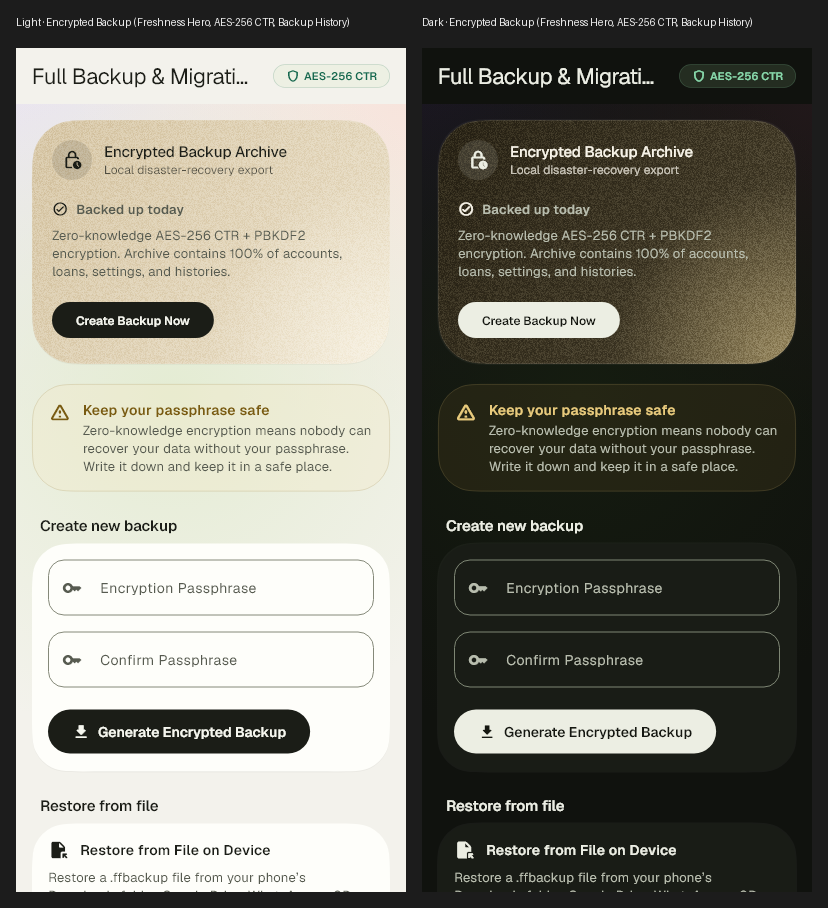 Light · Encrypted Backup (Freshness Hero, AES-256 CTR, Backup History)
Full Backup & Migrati...
AES-256 CTR
Encrypted Backup Archive
Local disaster-recovery export
Backed up today
Zero-knowledge AES-256 CTR + PBKDF2
encryption. Archive contains 100% of accounts,
loans, settings, and histories.
Create Backup Now
Keep your passphrase safe
Zero-knowledge encryption means nobody can
recover your data without your passphrase.
Write it down and keep it in a safe place.
Create new backup
Encryption Passphrase
Confirm Passphrase
Generate Encrypted Backup
Restore from file
Restore from File on Device
Restore a .ffbackup file from your phone's
Dark · Encrypted Backup (Freshness Hero, AES-256 CTR, Backup History)
Full Backup & Migrati...
AES-256 CTR
Encrypted Backup Archive
Local disaster-recovery export
Backed up today
Zero-knowledge AES-256 CTR + PBKDF2
encryption. Archive contains 100% of accounts,
loans, settings, and histories.
Create Backup Now
Keep your passphrase safe
Zero-knowledge encryption means nobody can
recover your data without your passphrase.
Write it down and keep it in a safe place.
Create new backup
Encryption Passphrase
Confirm Passphrase
Generate Encrypted Backup
Restore from file
Restore from File on Device
Restore a .ffbackup file from your phone's